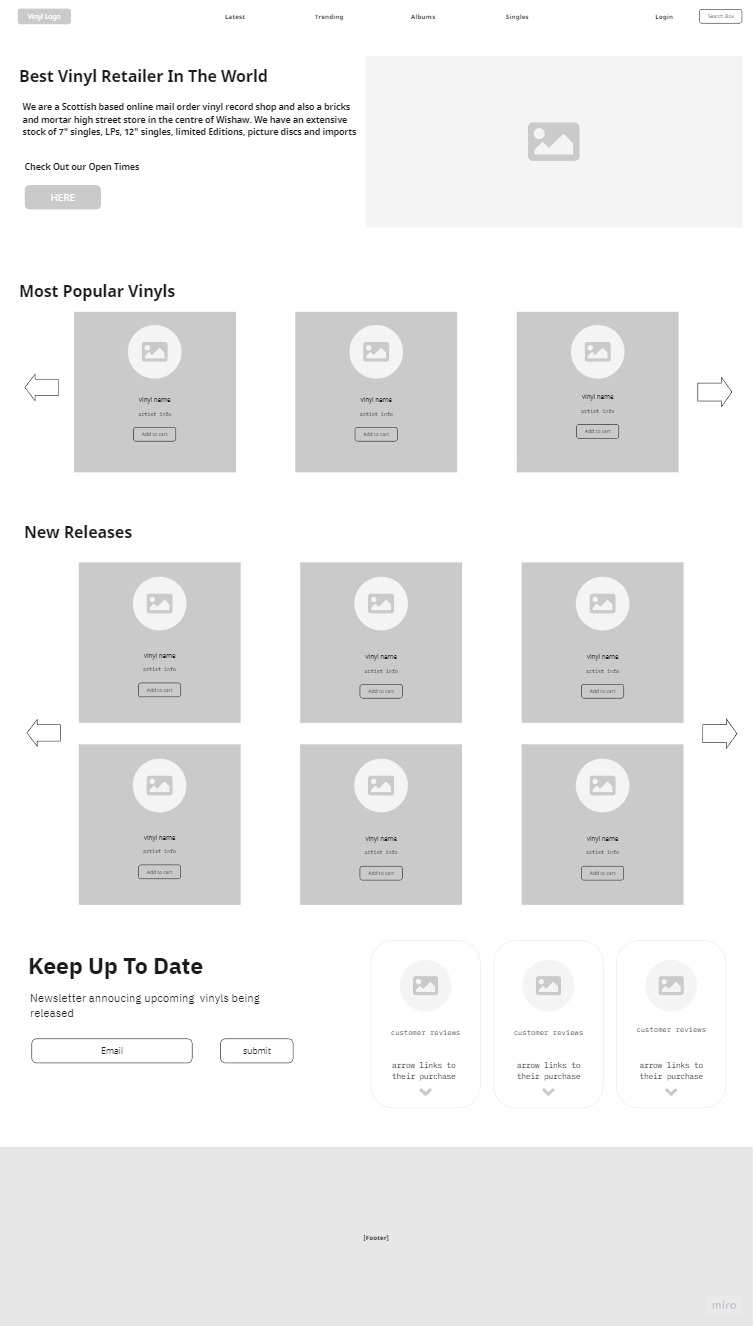 Vinyl Logo
Latest
Trending
Albums
Singles
Login
Search Box
Best Vinyl Retailer In The World
We are a Scottish based online mail order vinyl record shop and also a bricks
and mortar high street store in the centre of Wishaw. We have an extensive
stock of 7" singles, LPs, 12" singles, limited Editions, picture discs and imports
Check Out our Open Times
HERE
Most Popular Vinyls
vinyl name
artist info
Add to cart
vinyl name
artist info
Add to cart
vinyl name
artist info
Add to cart
New Releases
vinyl name
artist info
Add to cart
vinyl name
artist info
Add to cart
vinyl name
artist info
Add to cart
vinyl name
artist info
Add to cart
vinyl name
artist info
Add to cart
vinyl name
artist info
Add to cart
Keep Up To Date
Newsletter annoucing upcoming vinyls being
released
Email
submit
customer reviews
arrow links to
their purchase
customer reviews
arrow links to
their purchase
customer reviews
arrow links to
their purchase
[Footer]
miro